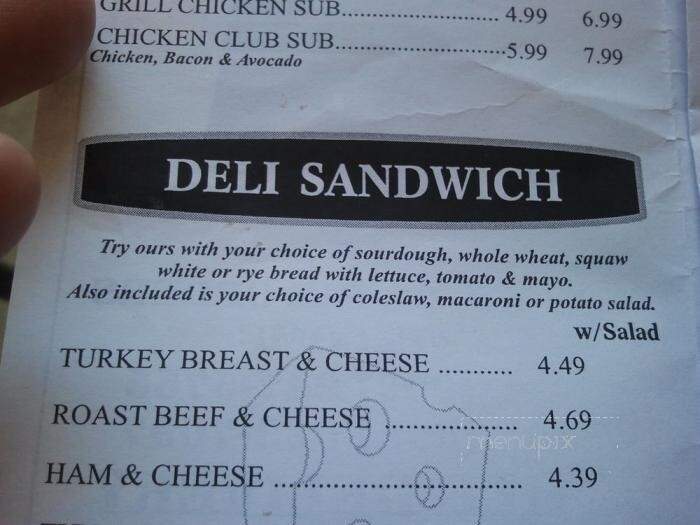 GRILL CHICKEN SUB.............................. 4.99 6.99
CHICKEN CLUB SUB.................................5.99 7.99
Chicken, Bacon & Avocado
DELI SANDWICH
Try ours with your choice of sourdough, whole wheat, squaw
white or rye bread with lettuce, tomato & mayo.
Also included is your choice of coleslaw, macaroni or potato salad.
w/Salad
TURKEY BREAST & CHEESE ........... 4.49
ROAST BEEF & CHEESE .................... 4.69
menupix
HAM & CHEESE ..................................... 4.39